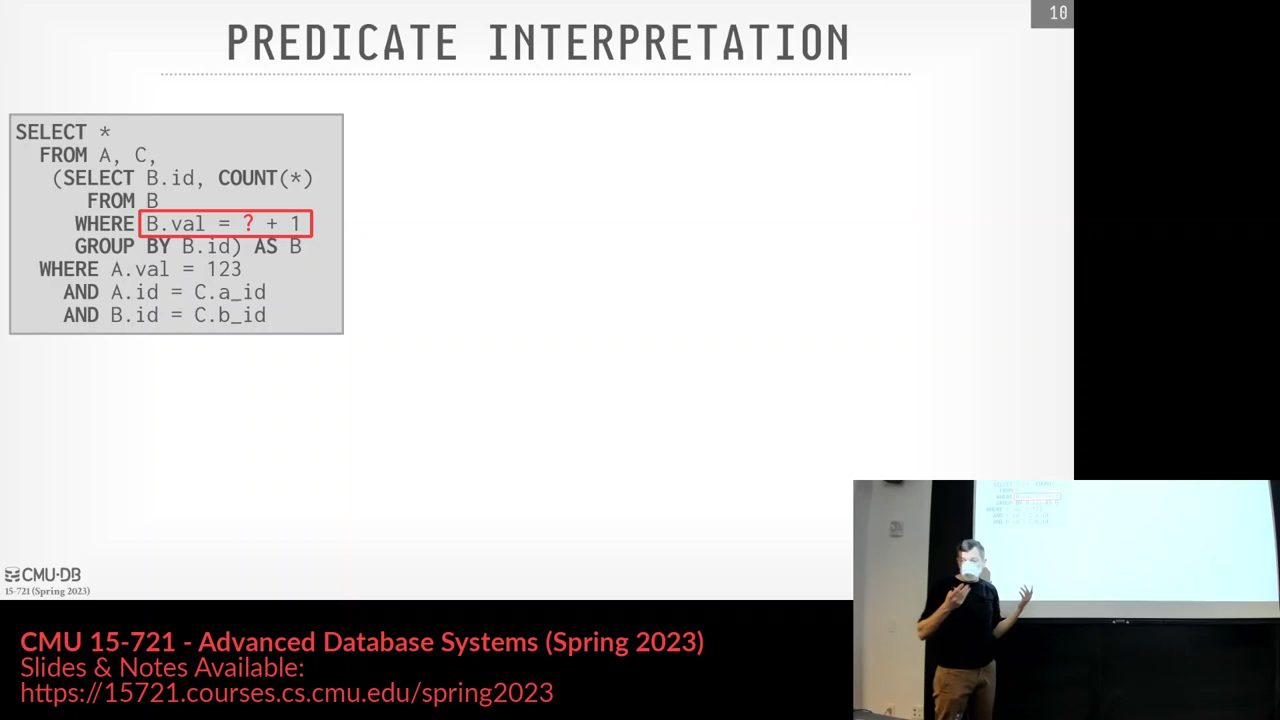 10
PREDICATE INTERPRETATION
SELECT *
FROM A, C,
(SELECT B.id, COUNT(*)
FROM B
WHERE B.val = ? + 1
GROUP BY B.id) AS B
WHERE A.val = 123
AND A.id = C.a_id
AND B.id = C.b_id
CMU·DB
15-721 (Spring 2023)
CMU 15-721 - Advanced Database Systems (Spring 2023)
Slides & Notes Available:
https://15721.courses.cs.cmu.edu/spring2023